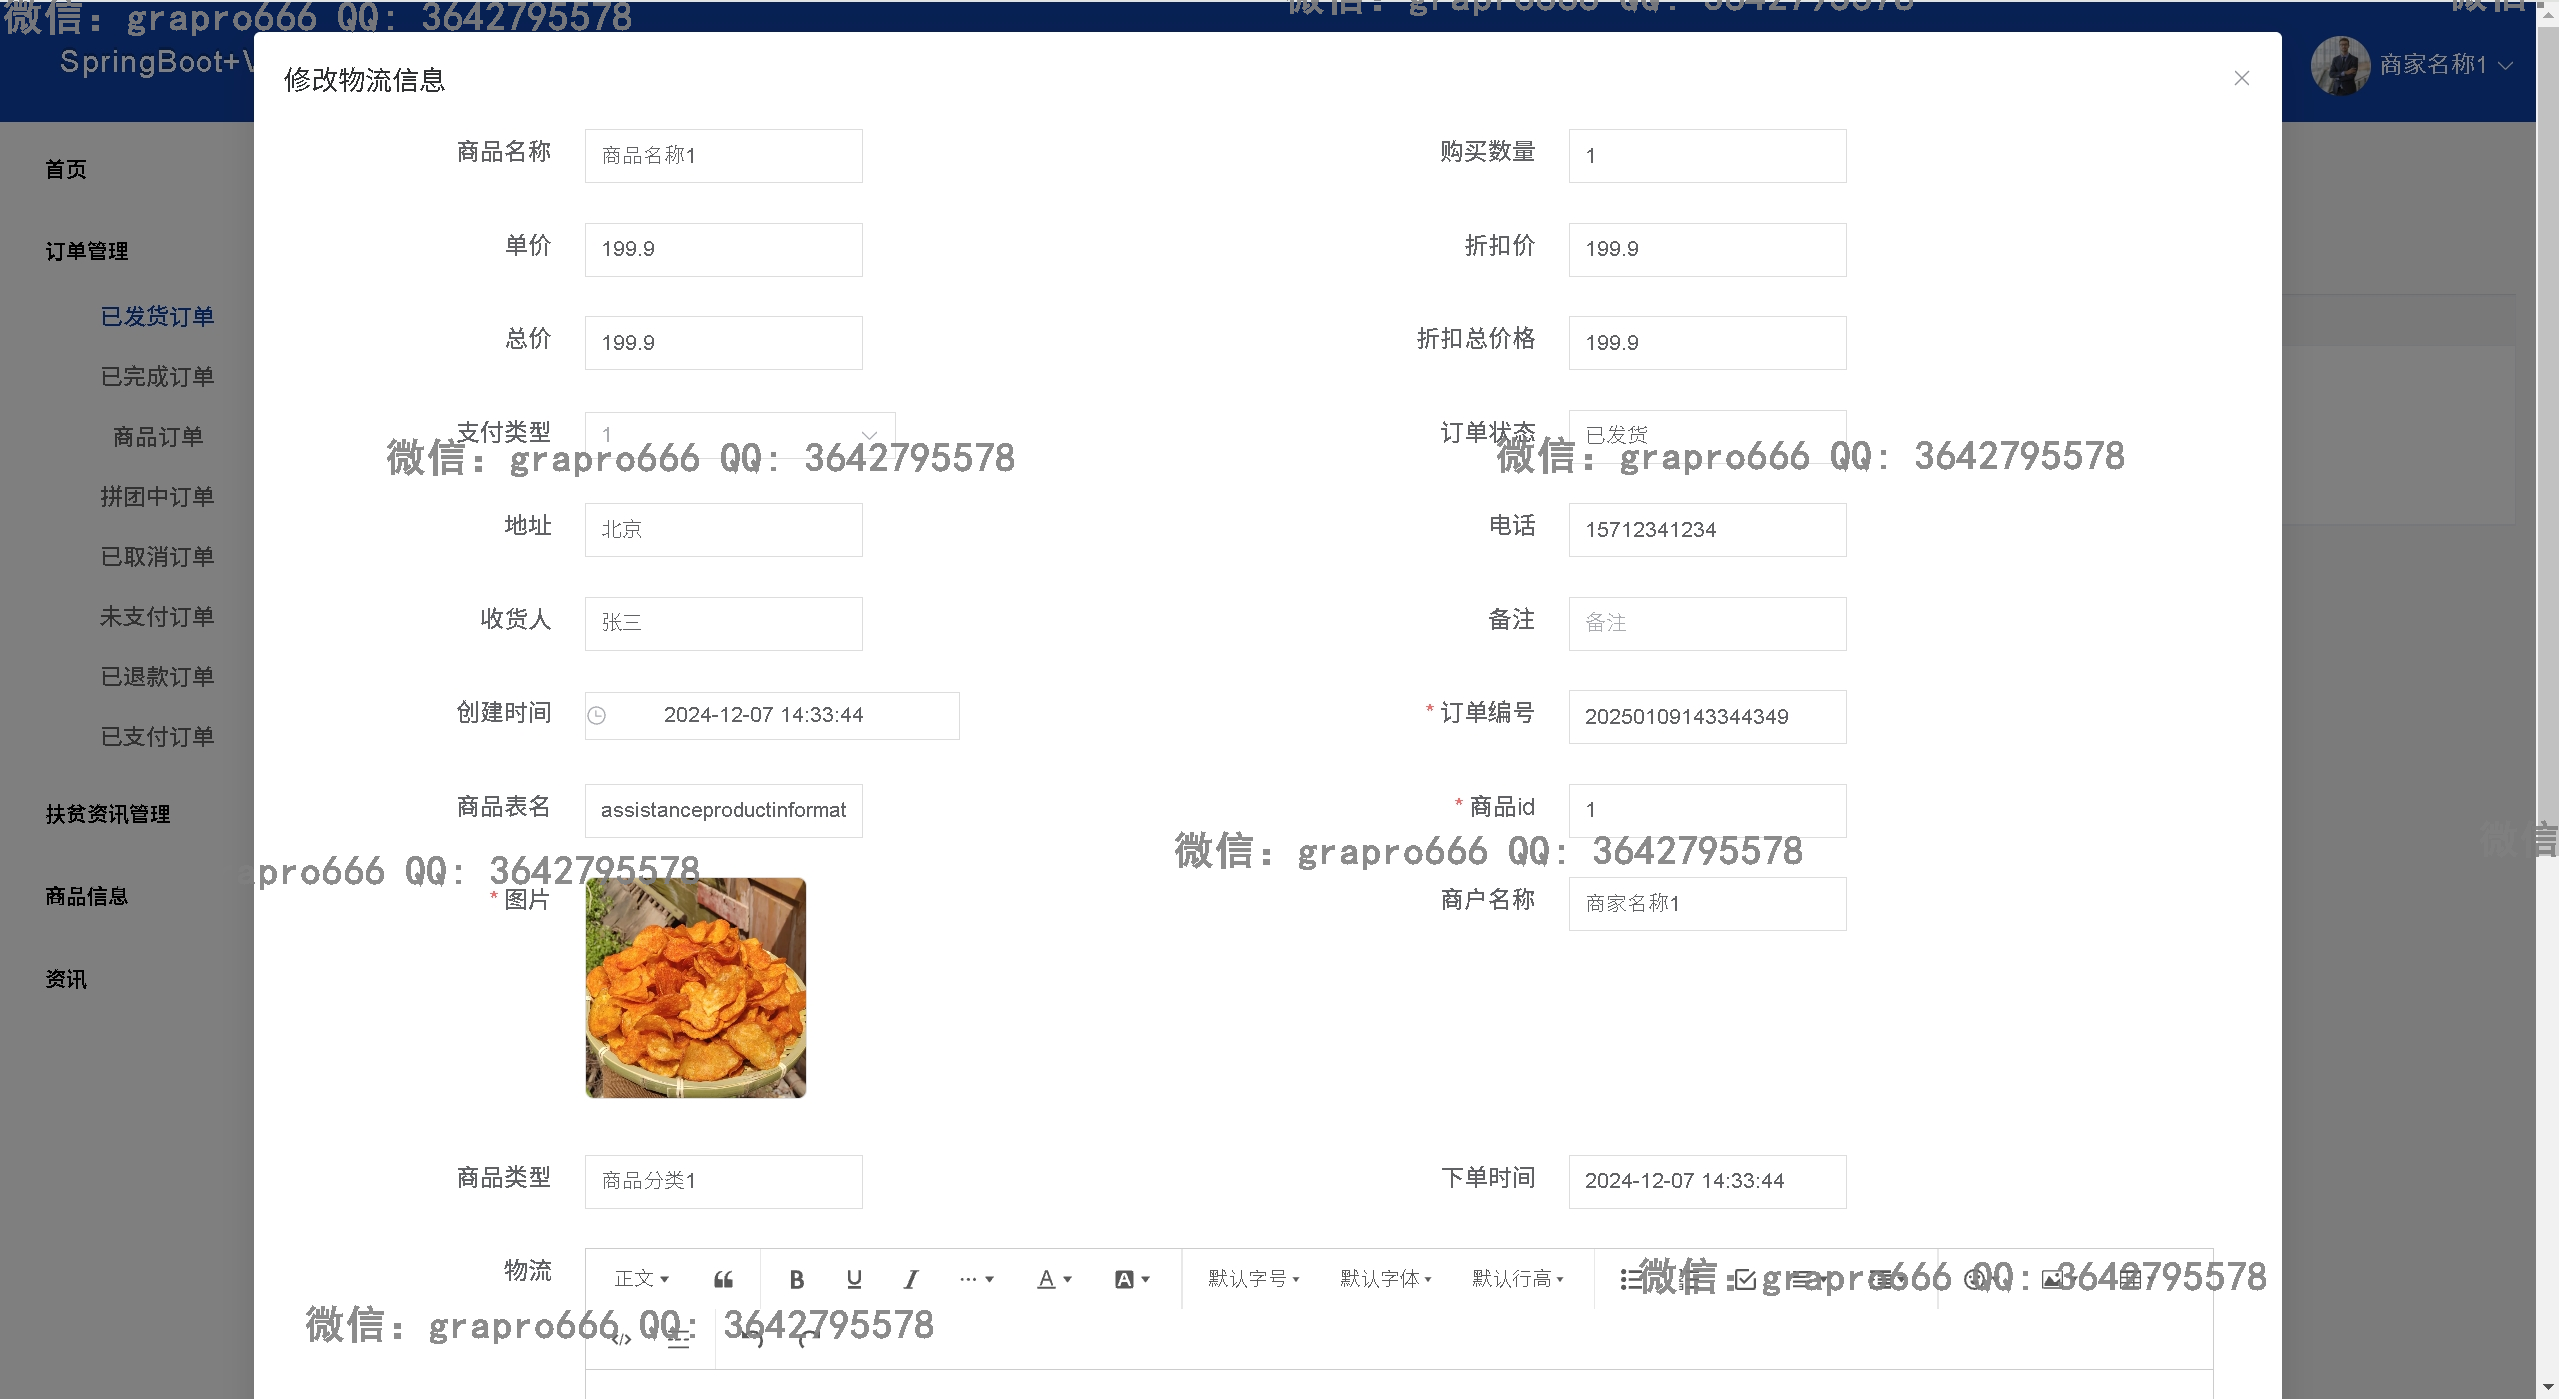 微信: grapro666 QQ: 3642795578
SpringBoot+
商家名称1
修改物流信息
首页
订单管理
已发货订单
已完成订单
商品订单
拼团中订单
已取消订单
未支付订单
已退款订单
已支付订单
扶贫资讯管理
商品信息
资讯
商品名称 商品名称1
购买数量 1
单价 199.9
折扣价 199.9
总价 199.9
折扣总价格 199.9
支付类型 1
订单状态 已发货
微信: grapro666 QQ: 3642795578
微信: grapro666 QQ: 3642795578
地址 北京
电话 15712341234
收货人 张三
备注 备注
创建时间 2024-12-07 14:33:44
* 订单编号 20250109143344349
商品表名 assistanceproductinformat
* 商品id 1
微信: grapro666 QQ: 3642795578
apro666 QQ: 3642795578
* 图片
商户名称 商家名称1
微信
商品类型 商品分类1
下单时间 2024-12-07 14:33:44
物流
正文 B U I A A 默认字号 默认字体 默认行高
微信: grapro666 QQ: 3642795578
微信: grapro666 QQ: 3642795578